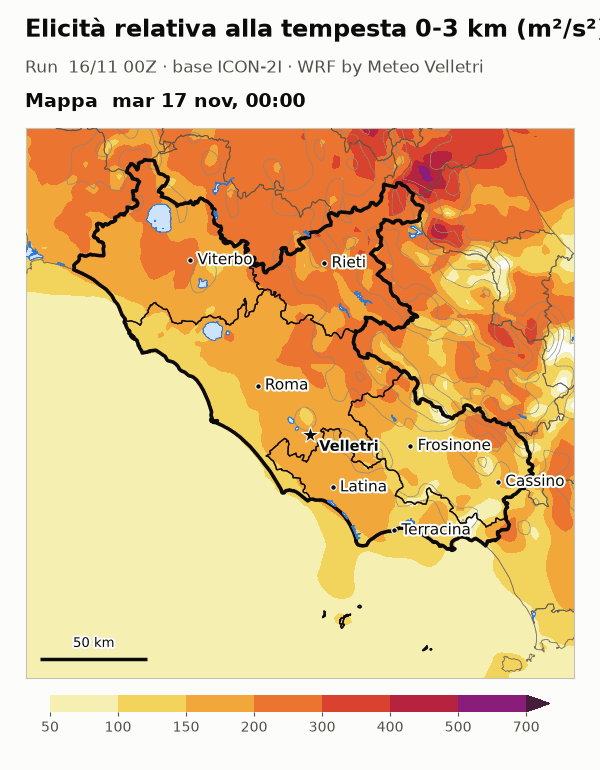 Elicità relativa alla tempesta 0-3 km (m²/s²)
Run  16/11 00Z · base ICON-2I · WRF by Meteo Velletri
Mappa  mar 17 nov, 00:00
Viterbo
Rieti
Roma
Velletri
Frosinone
Cassino
Latina
Terracina
50 km
50 100 150 200 300 400 500 700